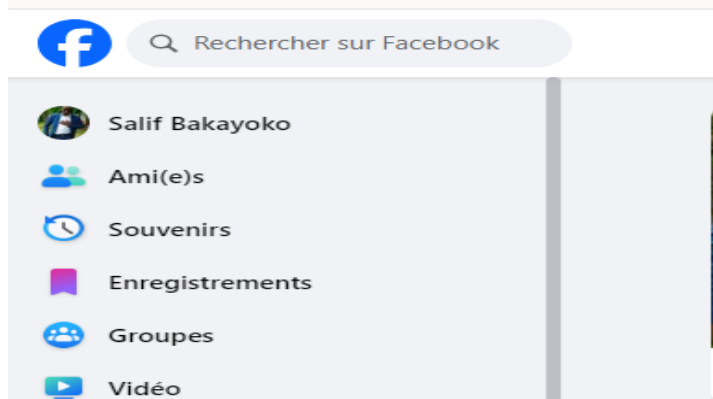 Rechercher sur Facebook
Salif Bakayoko
Ami(e)s
Souvenirs
Enregistrements
Groupes
Vidéo